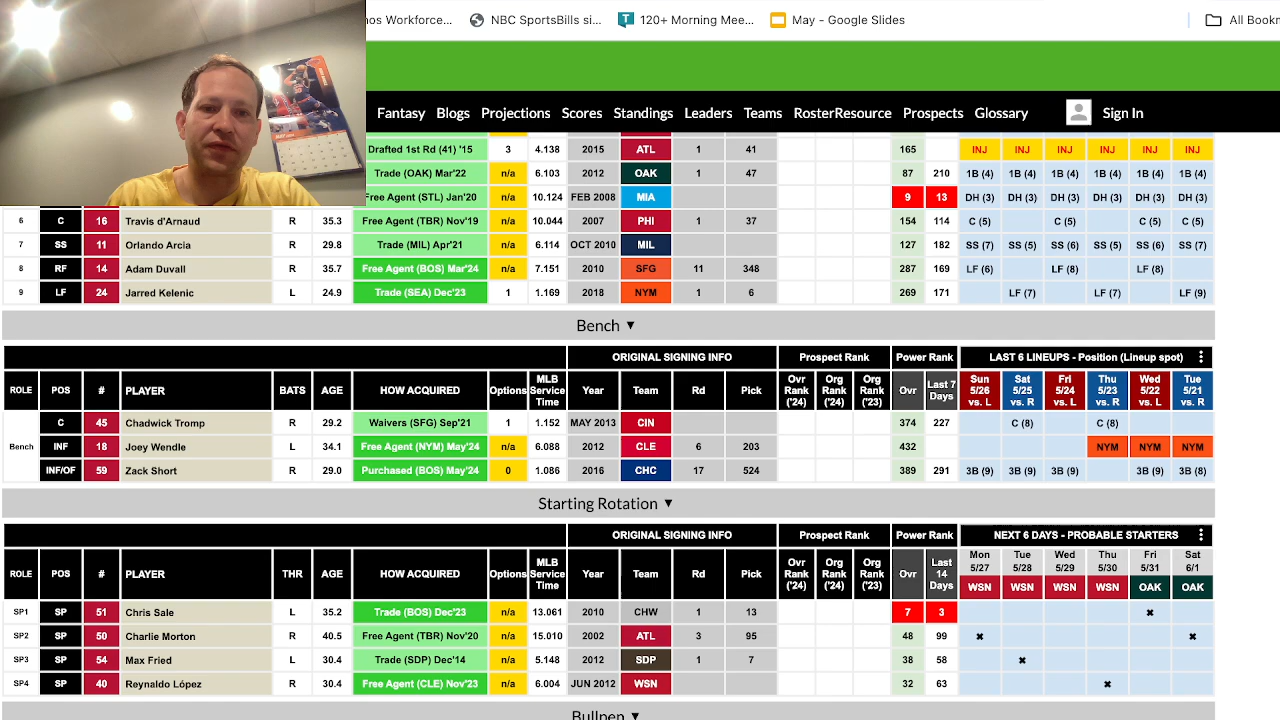 nos Workforce... NBC SportsBills si... 120+ Morning Mee... May - Google Slides All Bookm
Fantasy Blogs Projections Scores Standings Leaders Teams RosterResource Prospects Glossary Sign In
Drafted 1st Rd (41) '15 3 4.138 2015 ATL 1 41 165 INJ INJ INJ INJ INJ INJ
Trade (OAK) Mar'22 n/a 6.103 2012 OAK 1 47 87 210 1B (4) 1B (4) 1B (4) 1B (4) 1B (4) 1B (4)
Free Agent (STL) Jan'20 n/a 10.124 FEB 2008 MIA 9 13 DH (3) DH (3) DH (3) DH (3) DH (3) DH (3)
6 C 16 Travis d'Arnaud R 35.3 Free Agent (TBR) Nov'19 n/a 10.044 2007 PHI 1 37 154 114 C (5) C (5) C (5) C (5)
7 SS 11 Orlando Arcia R 29.8 Trade (MIL) Apr'21 n/a 6.114 OCT 2010 MIL 127 182 SS (7) SS (5) SS (6) SS (5) SS (6) SS (7)
8 RF 14 Adam Duvall R 35.7 Free Agent (BOS) Mar'24 n/a 7.151 2010 SFG 11 348 287 169 LF (6) LF (8) LF (8)
9 LF 24 Jarred Kelenic L 24.9 Trade (SEA) Dec'23 1 1.169 2018 NYM 1 6 269 171 LF (7) LF (7) LF (9)
Bench ▼
ORIGINAL SIGNING INFO Prospect Rank Power Rank LAST 6 LINEUPS - Position (Lineup spot)
ROLE POS # PLAYER BATS AGE HOW ACQUIRED Options MLB Service Time Year Team Rd Pick Ovr Rank ('24) Org Rank ('24) Org Rank ('23) Ovr Last 7 Days Sun 5/26 vs. L Sat 5/25 vs. R Fri 5/24 vs. L Thu 5/23 vs. R Wed 5/22 vs. L Tue 5/21 vs. R
C 45 Chadwick Tromp R 29.2 Waivers (SFG) Sep'21 1 1.152 MAY 2013 CIN 374 227 C (8) C (8)
Bench INF 18 Joey Wendle L 34.1 Free Agent (NYM) May'24 n/a 6.088 2012 CLE 6 203 432 NYM NYM NYM
INF/OF 59 Zack Short R 29.0 Purchased (BOS) May'24 0 1.086 2016 CHC 17 524 389 291 3B (9) 3B (9) 3B (9) 3B (9) 3B (8)
Starting Rotation ▼
ORIGINAL SIGNING INFO Prospect Rank Power Rank NEXT 6 DAYS - PROBABLE STARTERS
ROLE POS # PLAYER THR AGE HOW ACQUIRED Options MLB Service Time Year Team Rd Pick Ovr Rank ('24) Org Rank ('24) Org Rank ('23) Ovr Last 14 Days Mon 5/27 WSN Tue 5/28 WSN Wed 5/29 WSN Thu 5/30 WSN Fri 5/31 OAK Sat 6/1 OAK
SP1 SP 51 Chris Sale L 35.2 Trade (BOS) Dec'23 n/a 13.061 2010 CHW 1 13 7 3 ×
SP2 SP 50 Charlie Morton R 40.5 Free Agent (TBR) Nov'20 n/a 15.010 2002 ATL 3 95 48 99 × ×
SP3 SP 54 Max Fried L 30.4 Trade (SDP) Dec'14 n/a 5.148 2012 SDP 1 7 38 58 ×
SP4 SP 40 Reynaldo López R 30.4 Free Agent (CLE) Nov'23 n/a 6.004 JUN 2012 WSN 32 63 ×
Bullpen ▼